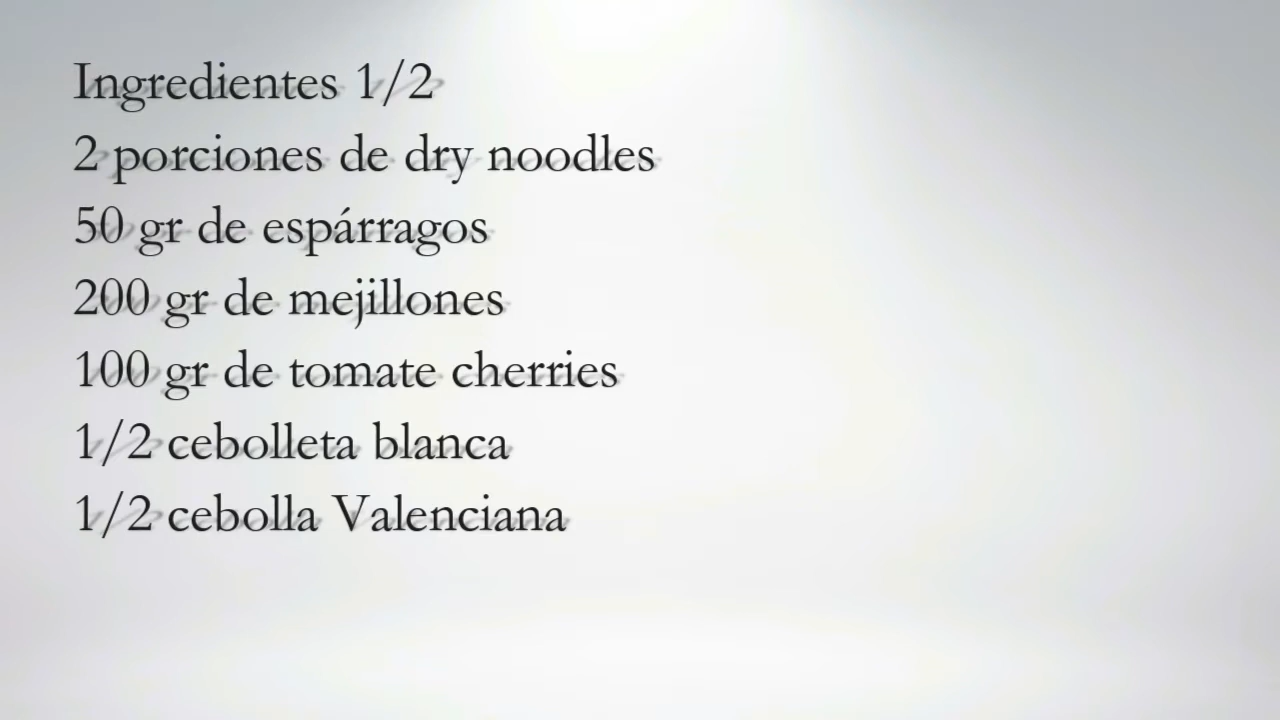 Ingredientes 1/2
2 porciones de dry noodles
50 gr de espárragos
200 gr de mejillones
100 gr de tomate cherries
1/2 cebolleta blanca
1/2 cebolla Valenciana